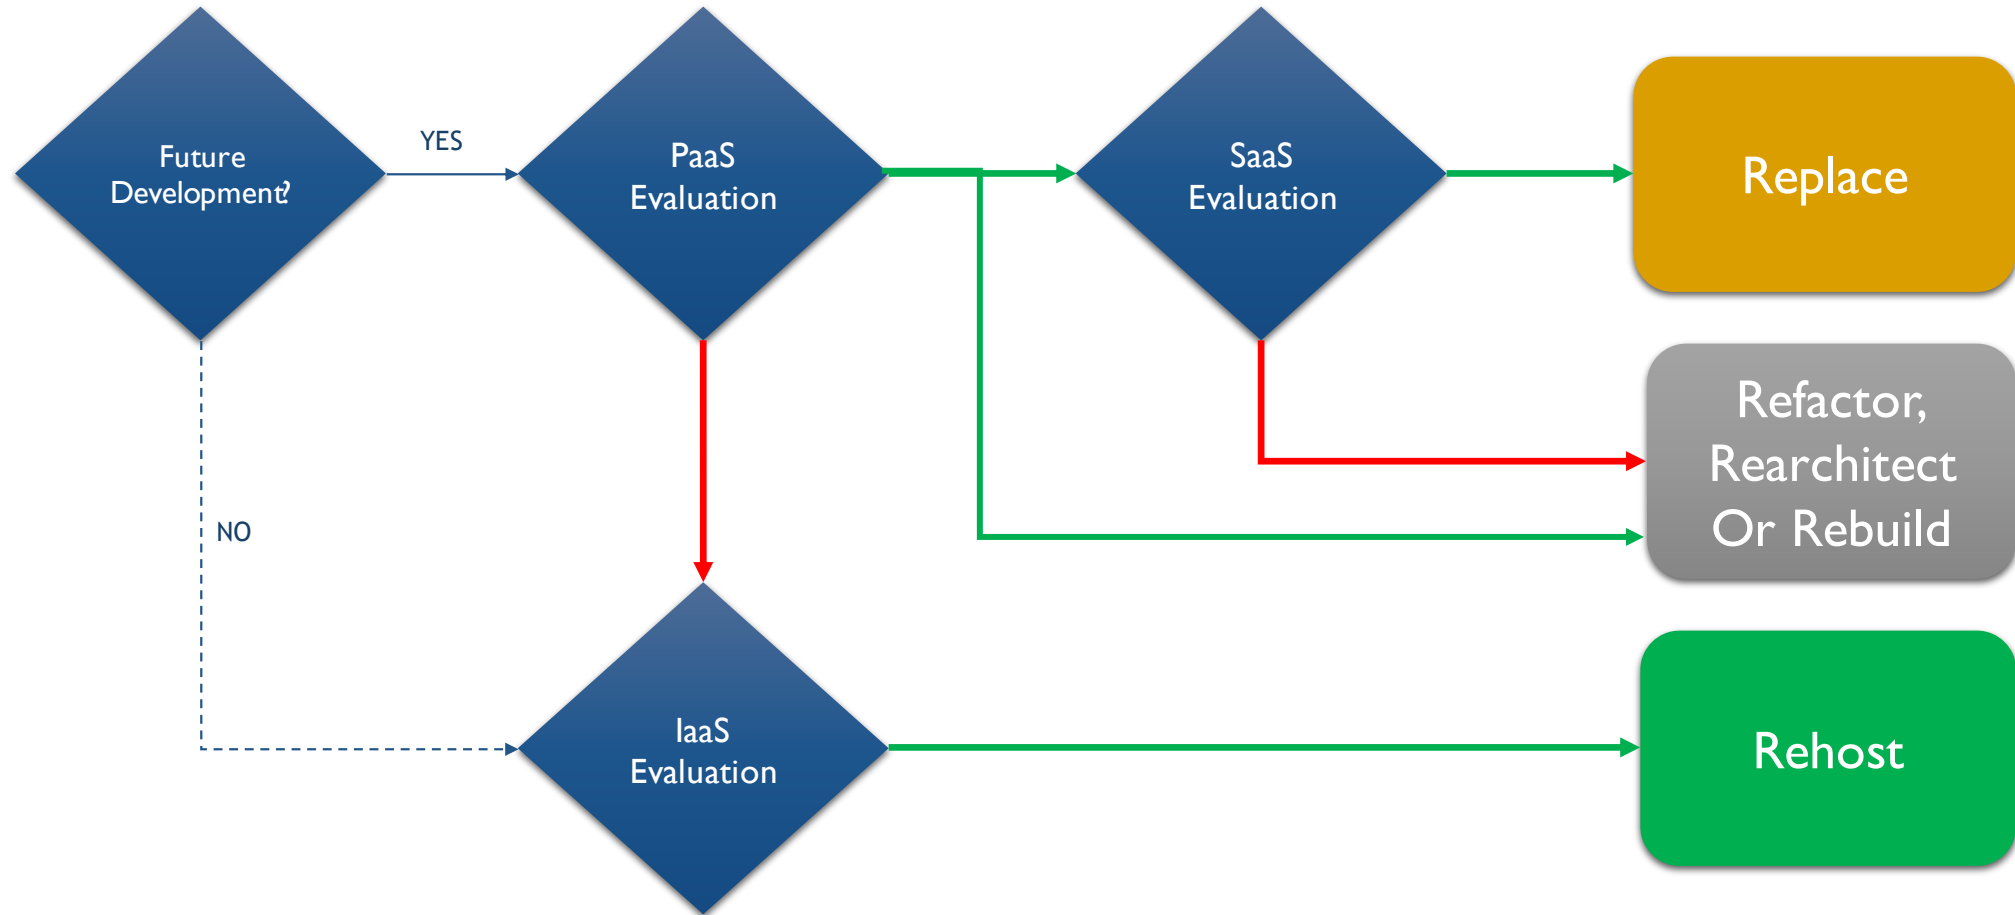 Future
Development?
YES
PaaS
Evaluation
SaaS
Evaluation
Replace
Refactor,
Rearchitect
Or Rebuild
NO
IaaS
Evaluation
Rehost